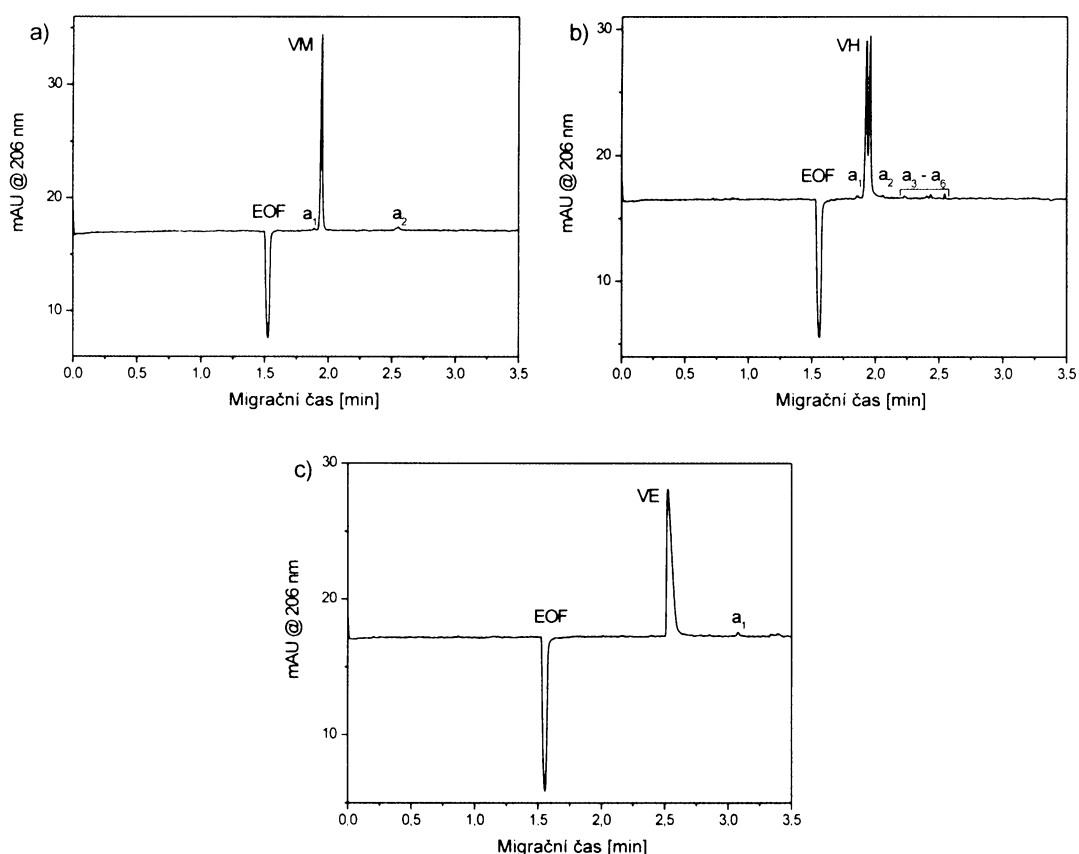 a)
VM
EOF
a₁
a₂
mAU @ 206 nm
30
20
10
0,0 0,5 1,0 1,5 2,0 2,5 3,0 3,5
Migrační čas [min]
b)
VH
EOF
a₁ a₂ a₃ - a₆
mAU @ 206 nm
30
20
10
0,0 0,5 1,0 1,5 2,0 2,5 3,0 3,5
Migrační čas [min]
c)
VE
EOF
a₁
mAU @ 206 nm
30
20
10
0,0 0,5 1,0 1,5 2,0 2,5 3,0 3,5
Migrační čas [min]